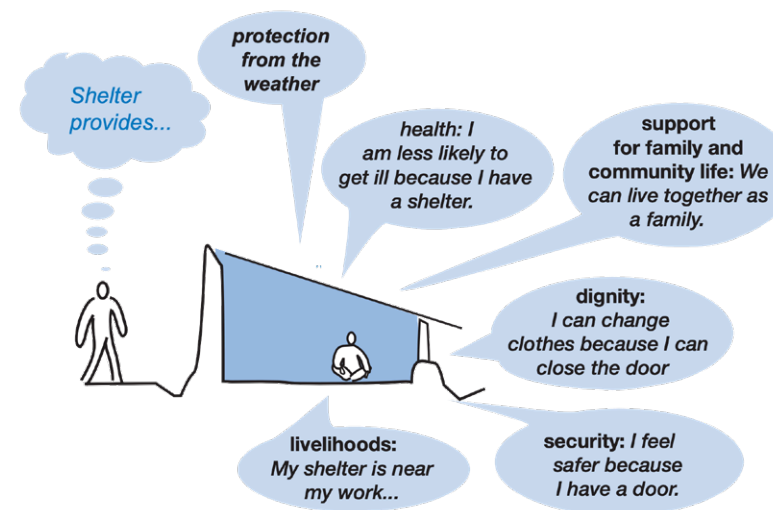 Shelter
provides...
protection
from the
weather
health: I
am less likely to
get ill because I have
a shelter.
support
for family and
community life: We
can live together as
a family.
dignity:
I can change
clothes because I can
close the door
security: I feel
safer because
I have a door.
livelihoods:
My shelter is near
my work...